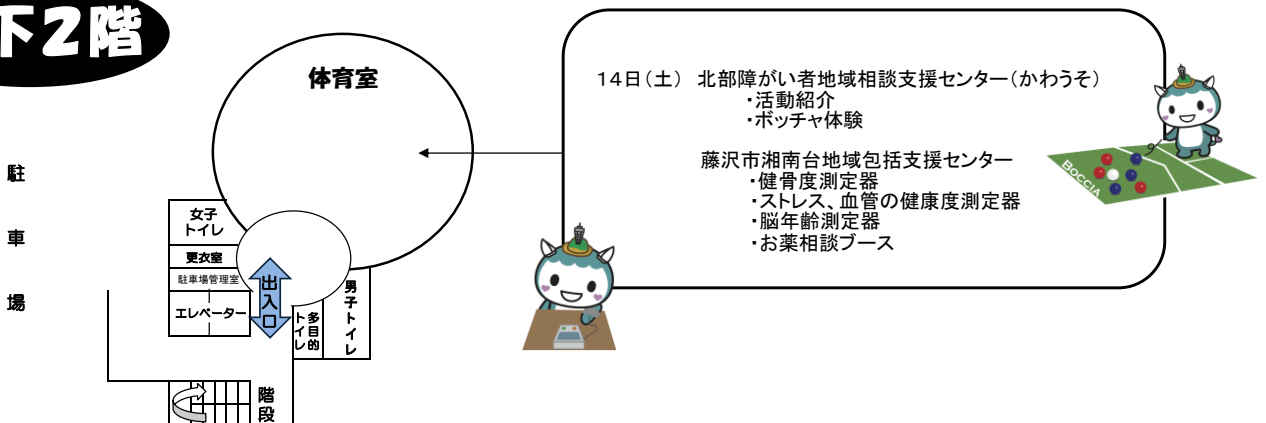 下2階
体育室
14日(土) 北部障がい者地域相談支援センター(かわうそ)
・活動紹介
・ボッチャ体験
藤沢市湘南台地域包括支援センター
・健骨度測定器
・ストレス、血管の健康度測定器
・脳年齢測定器
・お薬相談ブース
BOCCIA
駐車場
女子
トイレ
更衣室
駐車場管理室
エレベーター
出入口
多目的
トイレ
男子トイレ
階段